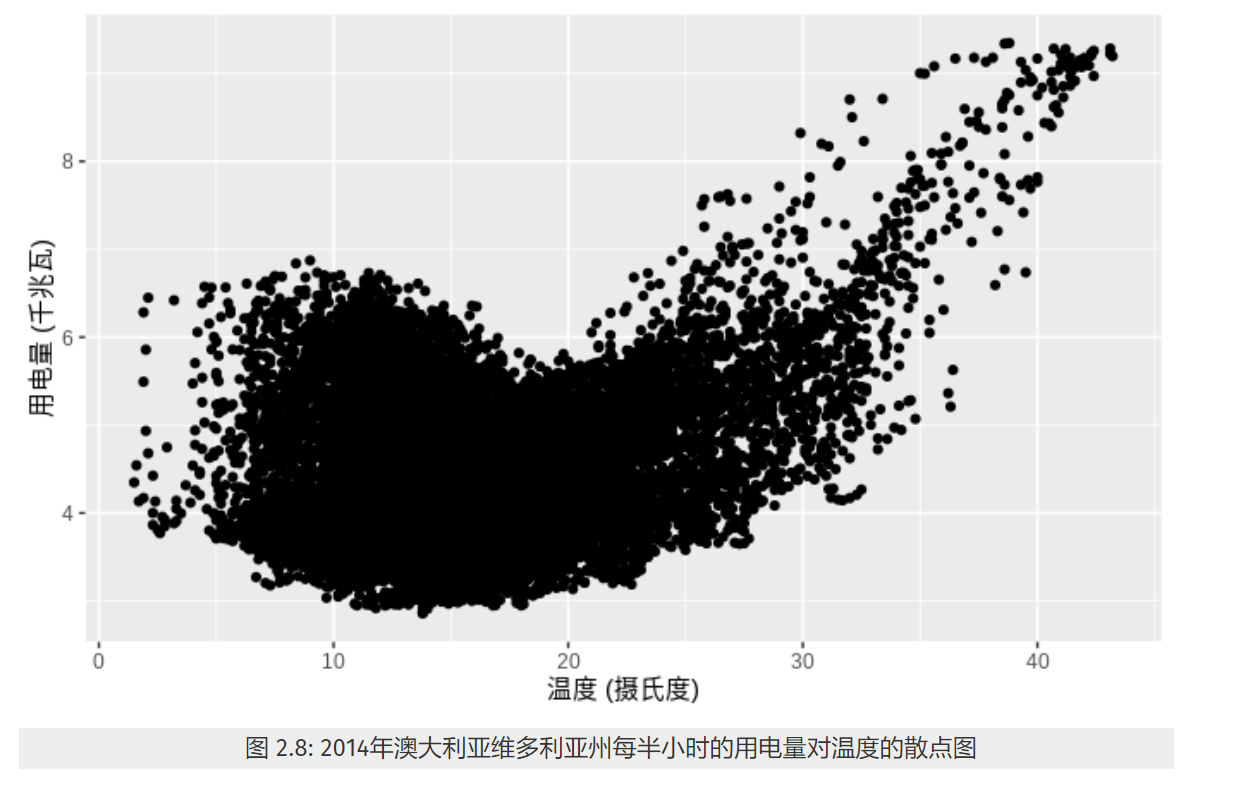 8
6
4
用电量 (千兆瓦)
0 10 20 30 40
温度 (摄氏度)
图 2.8: 2014年澳大利亚维多利亚州每半小时的用电量对温度的散点图